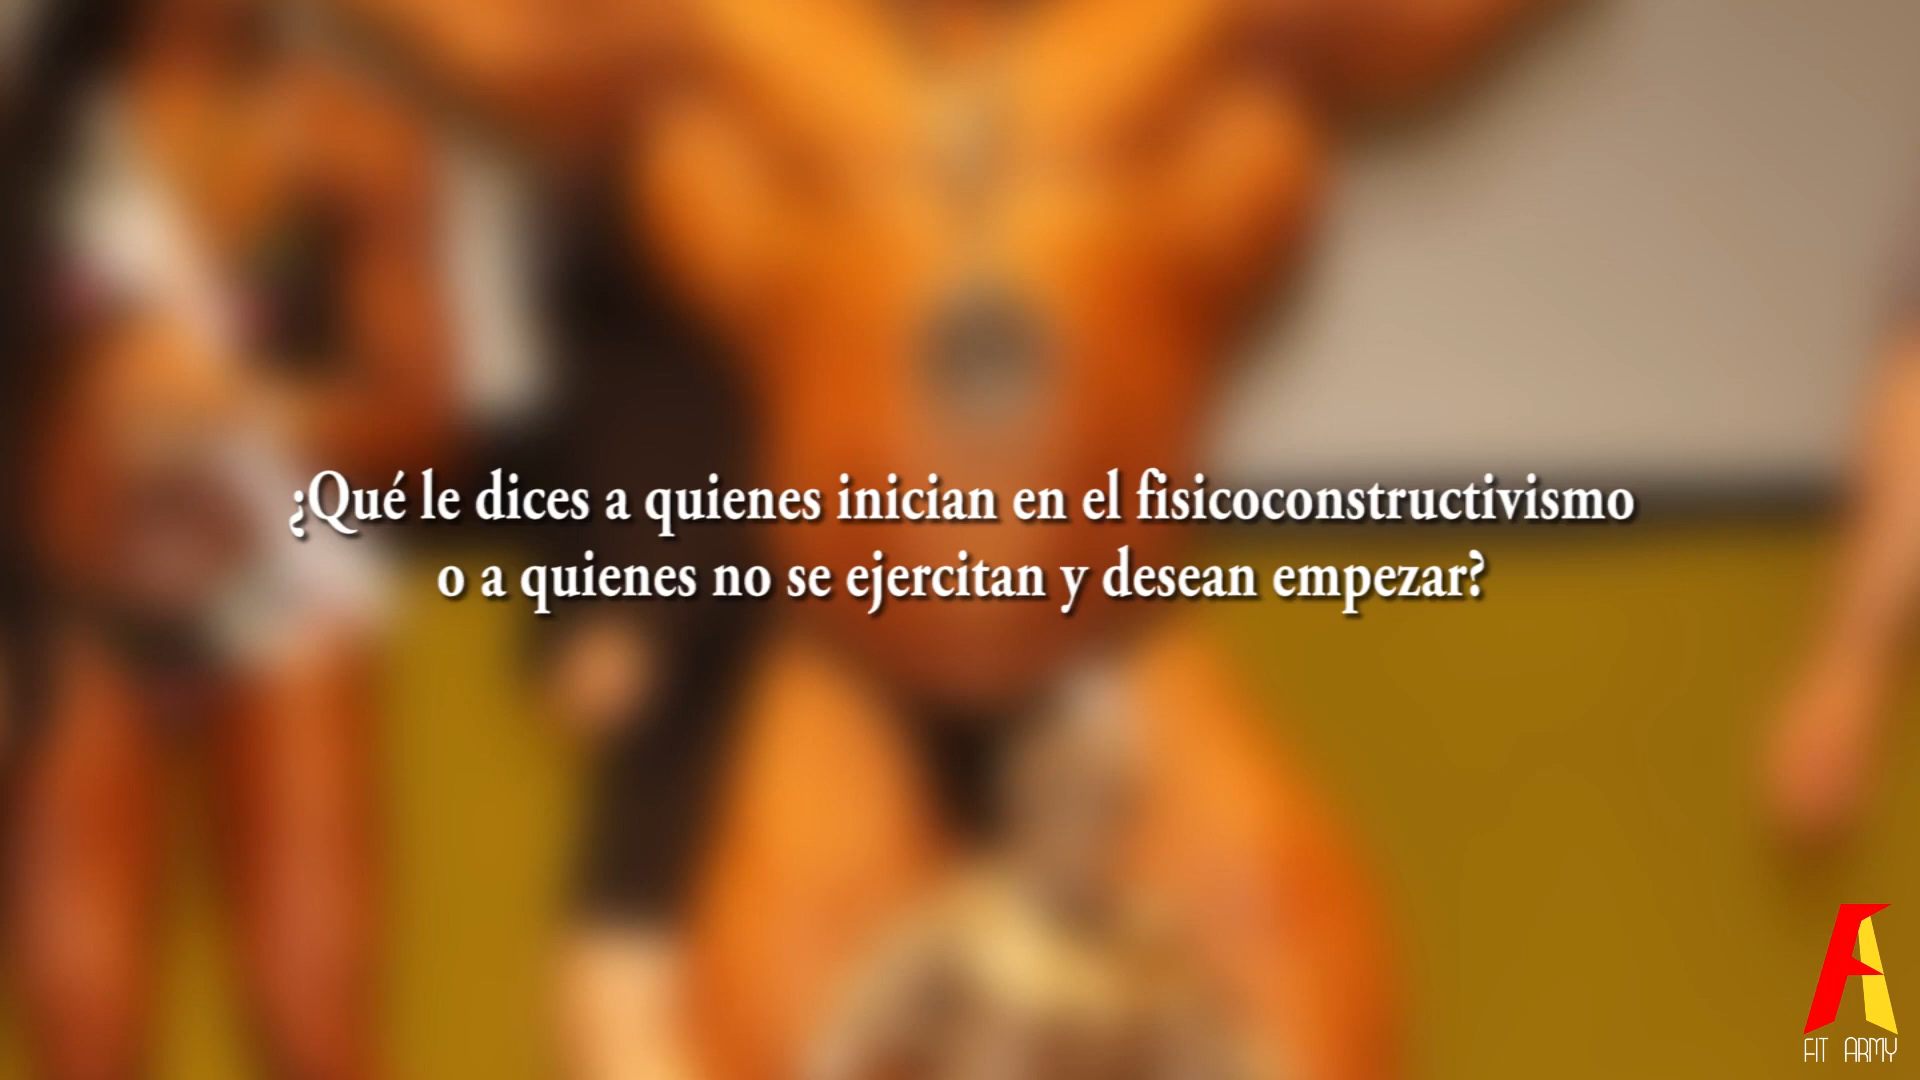 ¿Qué le dices a quienes inician en el fisicoconstructivismo
o a quienes no se ejercitan y desean empezar?
FIT ARMY